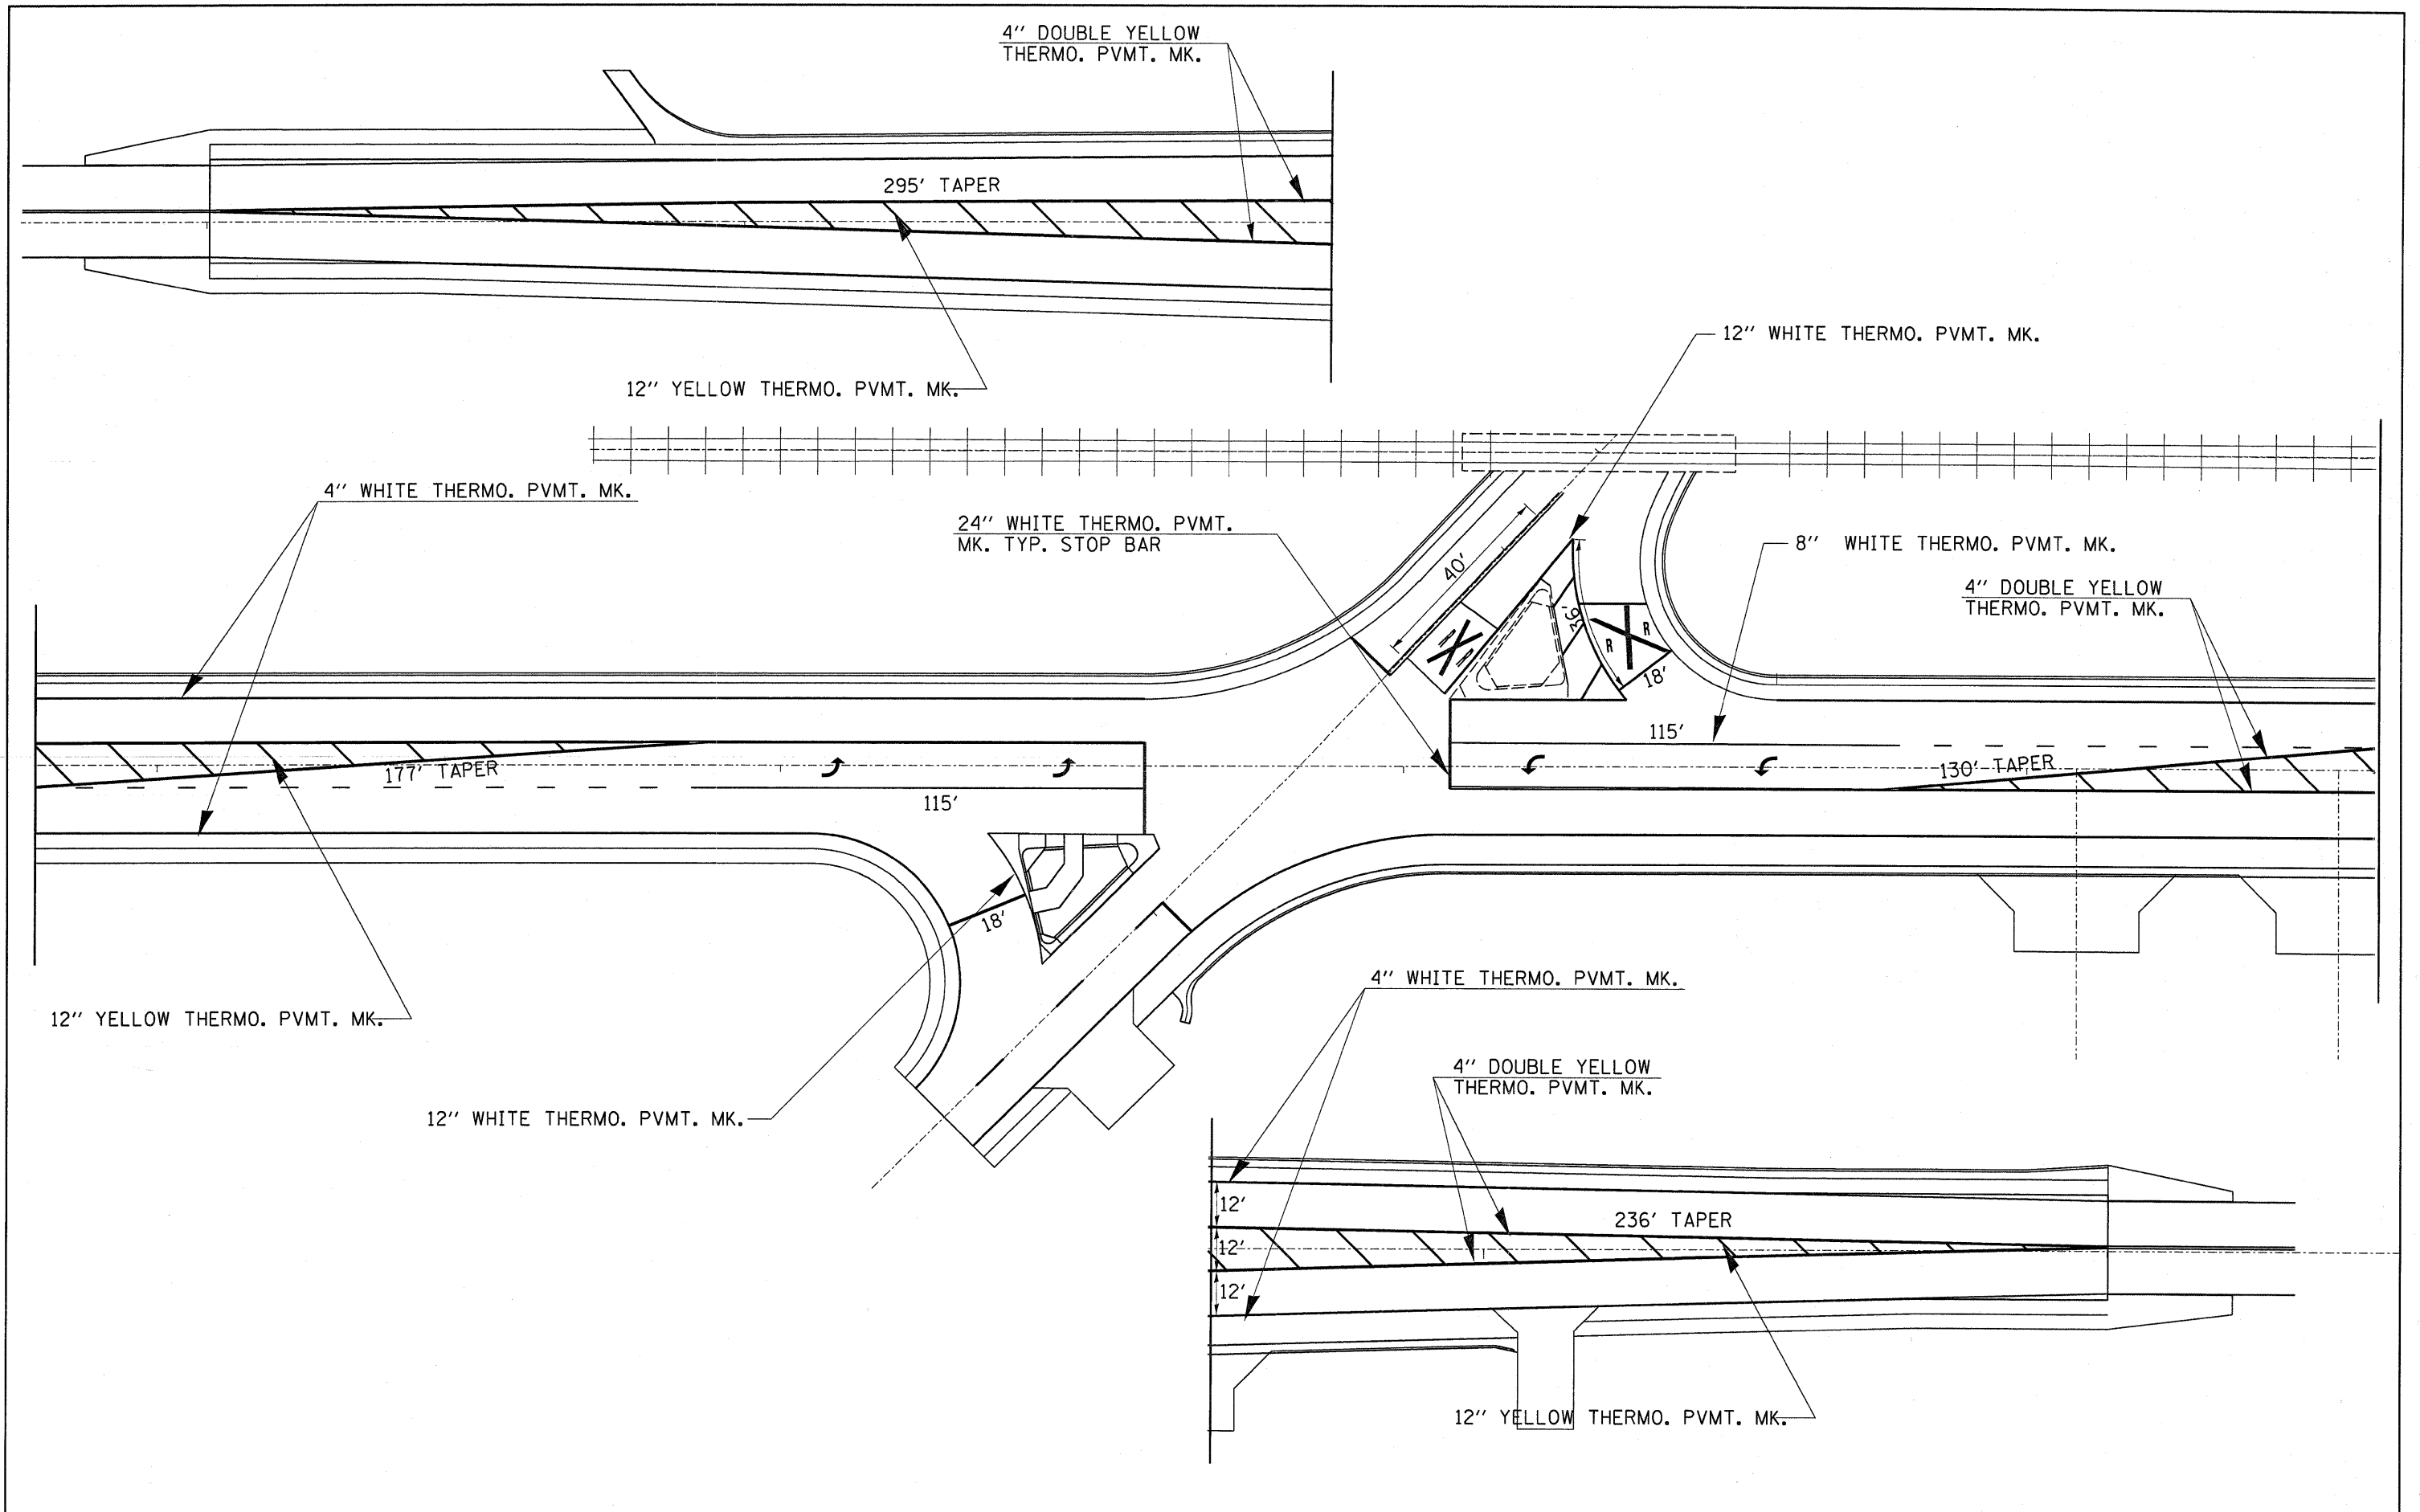 4" DOUBLE YELLOW
THERMO. PVMT. MK.
295' TAPER
12" YELLOW THERMO. PVMT. MK.
12" WHITE THERMO. PVMT. MK.
4" WHITE THERMO. PVMT. MK.
24" WHITE THERMO. PVMT.
MK. TYP. STOP BAR
8" WHITE THERMO. PVMT. MK.
4" DOUBLE YELLOW
THERMO. PVMT. MK.
40'
36'
R
R
18'
115'
177' TAPER
130' TAPER
115'
18'
4" WHITE THERMO. PVMT. MK.
12" YELLOW THERMO. PVMT. MK.
4" DOUBLE YELLOW
THERMO. PVMT. MK.
12" WHITE THERMO. PVMT. MK.
12'
236' TAPER
12'
12'
12" YELLOW THERMO. PVMT. MK.